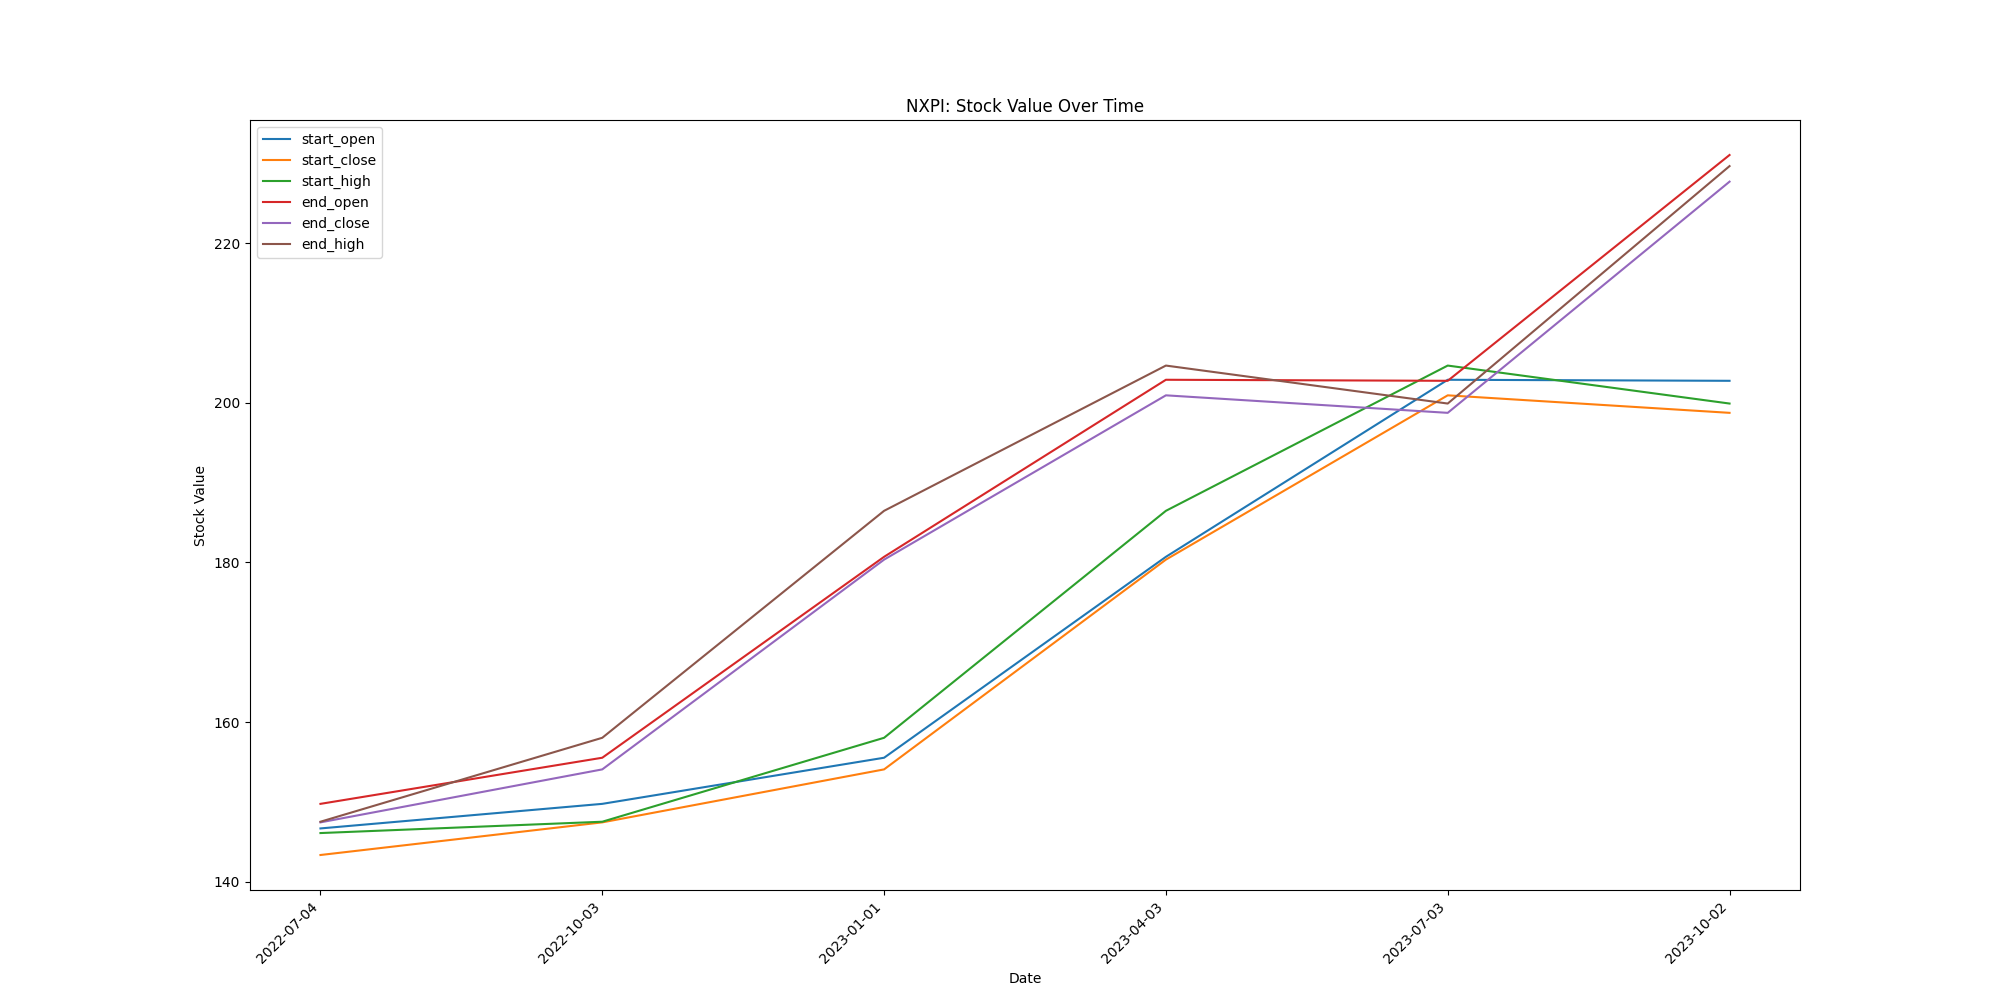 NXPI: Stock Value Over Time
start_open
start_close
start_high
end_open
end_close
end_high
220
200
180
160
140
Stock Value
2022-07-04
2022-10-03
2023-01-01
2023-04-03
2023-07-03
2023-10-02
Date